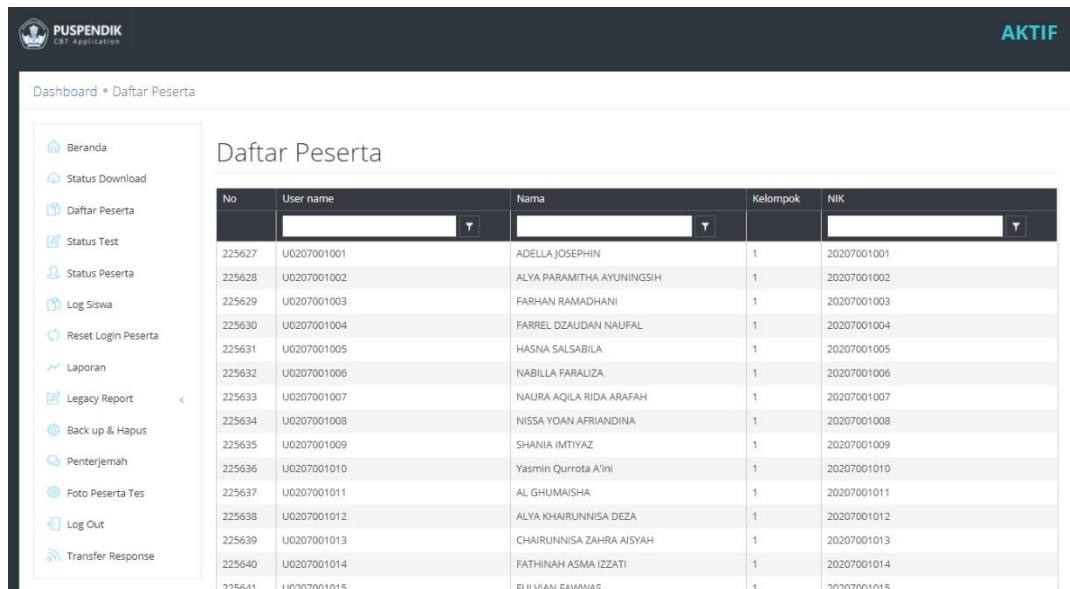 PUSPENDIK
CBT Application
AKTIF
Dashboard • Daftar Peserta
Beranda
Status Download
Daftar Peserta
Status Test
Status Peserta
Log Siswa
Reset Login Peserta
Laporan
Legacy Report
Back up & Hapus
Penterjemah
Foto Peserta Tes
Log Out
Transfer Response
Daftar Peserta
No User name Nama Kelompok NIK
225627 U0207001001 ADELLA JOSEPHIN 1 20207001001
225628 U0207001002 ALYA PARAMITHA AYUNINGSIH 1 20207001002
225629 U0207001003 FARHAN RAMADHANI 1 20207001003
225630 U0207001004 FARREL DZAUDAN NAUFAL 1 20207001004
225631 U0207001005 HASNA SALSABILA 1 20207001005
225632 U0207001006 NABILLA FARALIZA 1 20207001006
225633 U0207001007 NAURA AQILA RIDA ARAFAH 1 20207001007
225634 U0207001008 NISSA YOAN AFRIANDINA 1 20207001008
225635 U0207001009 SHANIA IMTIYAZ 1 20207001009
225636 U0207001010 Yasmin Qurrota A'ini 1 20207001010
225637 U0207001011 AL GHUMAISHA 1 20207001011
225638 U0207001012 ALYA KHAIRUNNISA DEZA 1 20207001012
225639 U0207001013 CHAIRUNNISA ZAHRA AISYAH 1 20207001013
225640 U0207001014 FATHINAH ASMA IZZATI 1 20207001014
225641 U0207001015 FULVIAN FAWWAS 1 20207001015